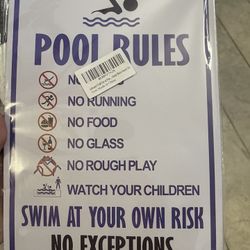 POOL RULES
NO RUNNING
NO FOOD
NO GLASS
NO ROUGH PLAY
WATCH YOUR CHILDREN
SWIM AT YOUR OWN RISK
NO EXCEPTIONS